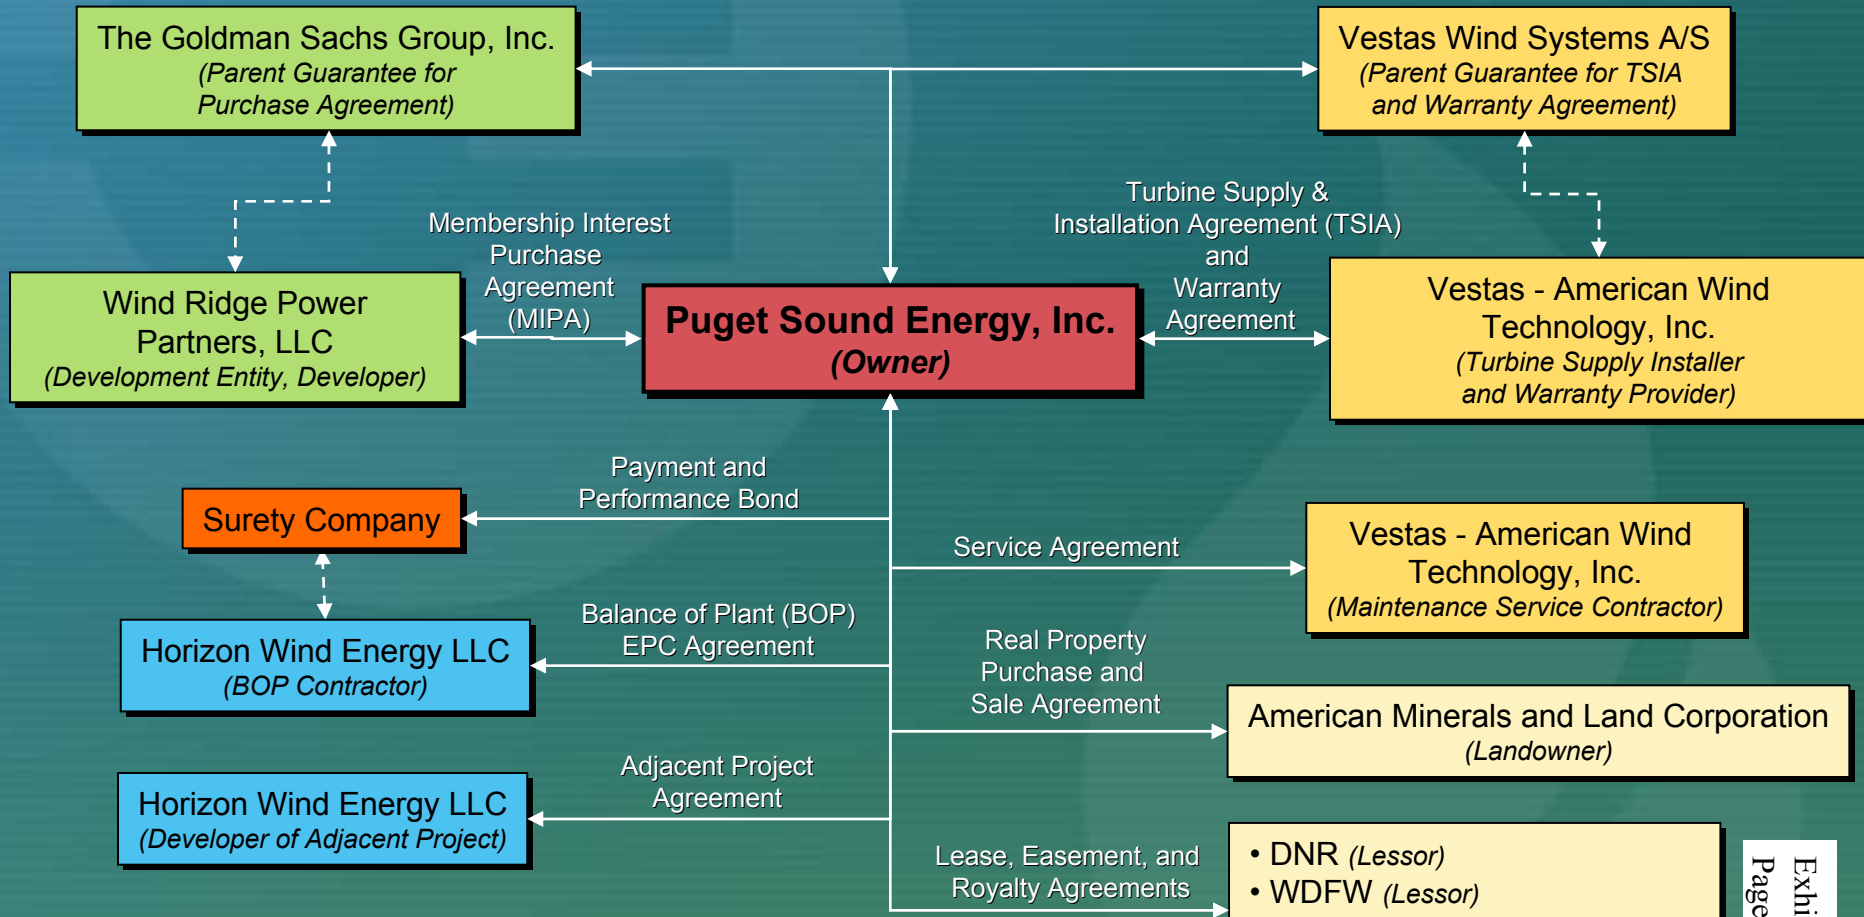 The Goldman Sachs Group, Inc.
(Parent Guarantee for
Purchase Agreement)
Vestas Wind Systems A/S
(Parent Guarantee for TSIA
and Warranty Agreement)
Membership Interest
Purchase
Agreement
(MIPA)
Turbine Supply &
Installation Agreement (TSIA)
and
Warranty
Agreement
Wind Ridge Power
Partners, LLC
(Development Entity, Developer)
Puget Sound Energy, Inc.
(Owner)
Vestas - American Wind
Technology, Inc.
(Turbine Supply Installer
and Warranty Provider)
Payment and
Performance Bond
Surety Company
Service Agreement
Vestas - American Wind
Technology, Inc.
(Maintenance Service Contractor)
Balance of Plant (BOP)
EPC Agreement
Horizon Wind Energy LLC
(BOP Contractor)
Real Property
Purchase and
Sale Agreement
American Minerals and Land Corporation
(Landowner)
Adjacent Project
Agreement
Horizon Wind Energy LLC
(Developer of Adjacent Project)
Lease, Easement, and
Royalty Agreements
• DNR (Lessor)
• WDFW (Lessor)
Exhi
Page